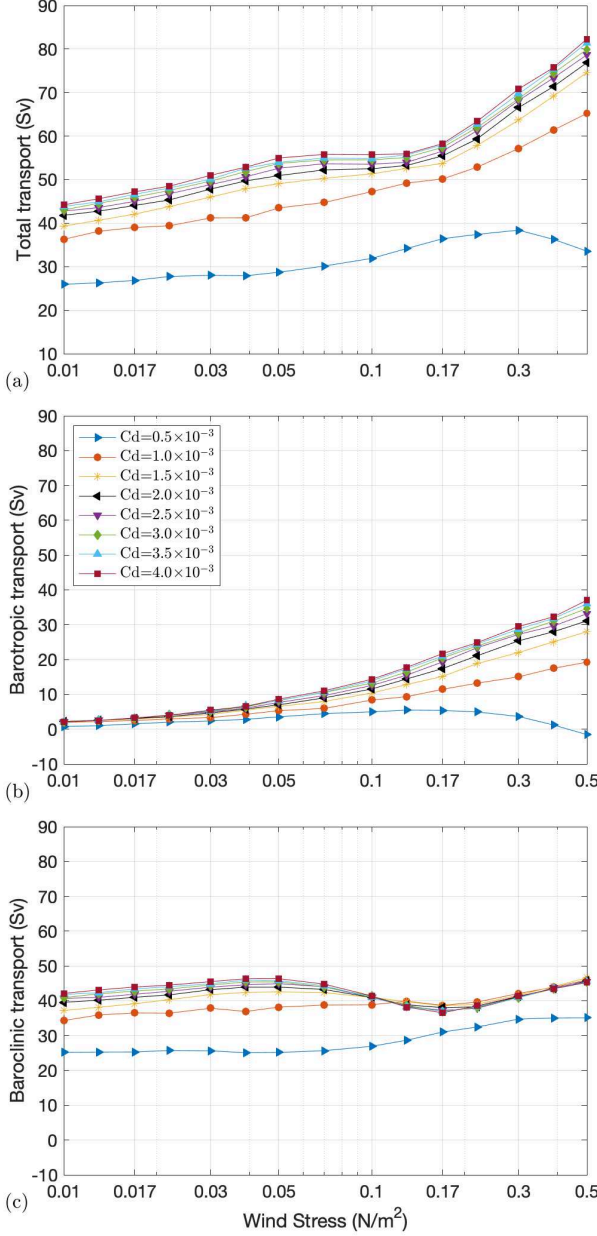 90
80
70
60
50
40
30
20
10
Total transport (Sv)
0.01 0.017 0.03 0.05 0.1 0.17 0.3
(a)
90
80
70
60
50
40
30
20
10
0
-10
Barotropic transport (Sv)
Cd=0.5×10⁻³
Cd=1.0×10⁻³
Cd=1.5×10⁻³
Cd=2.0×10⁻³
Cd=2.5×10⁻³
Cd=3.0×10⁻³
Cd=3.5×10⁻³
Cd=4.0×10⁻³
0.01 0.017 0.03 0.05 0.1 0.17 0.3 0.5
(b)
90
80
70
60
50
40
30
20
10
0
-10
Baroclinic transport (Sv)
0.01 0.017 0.03 0.05 0.1 0.17 0.3 0.5
(c)
Wind Stress (N/m²)